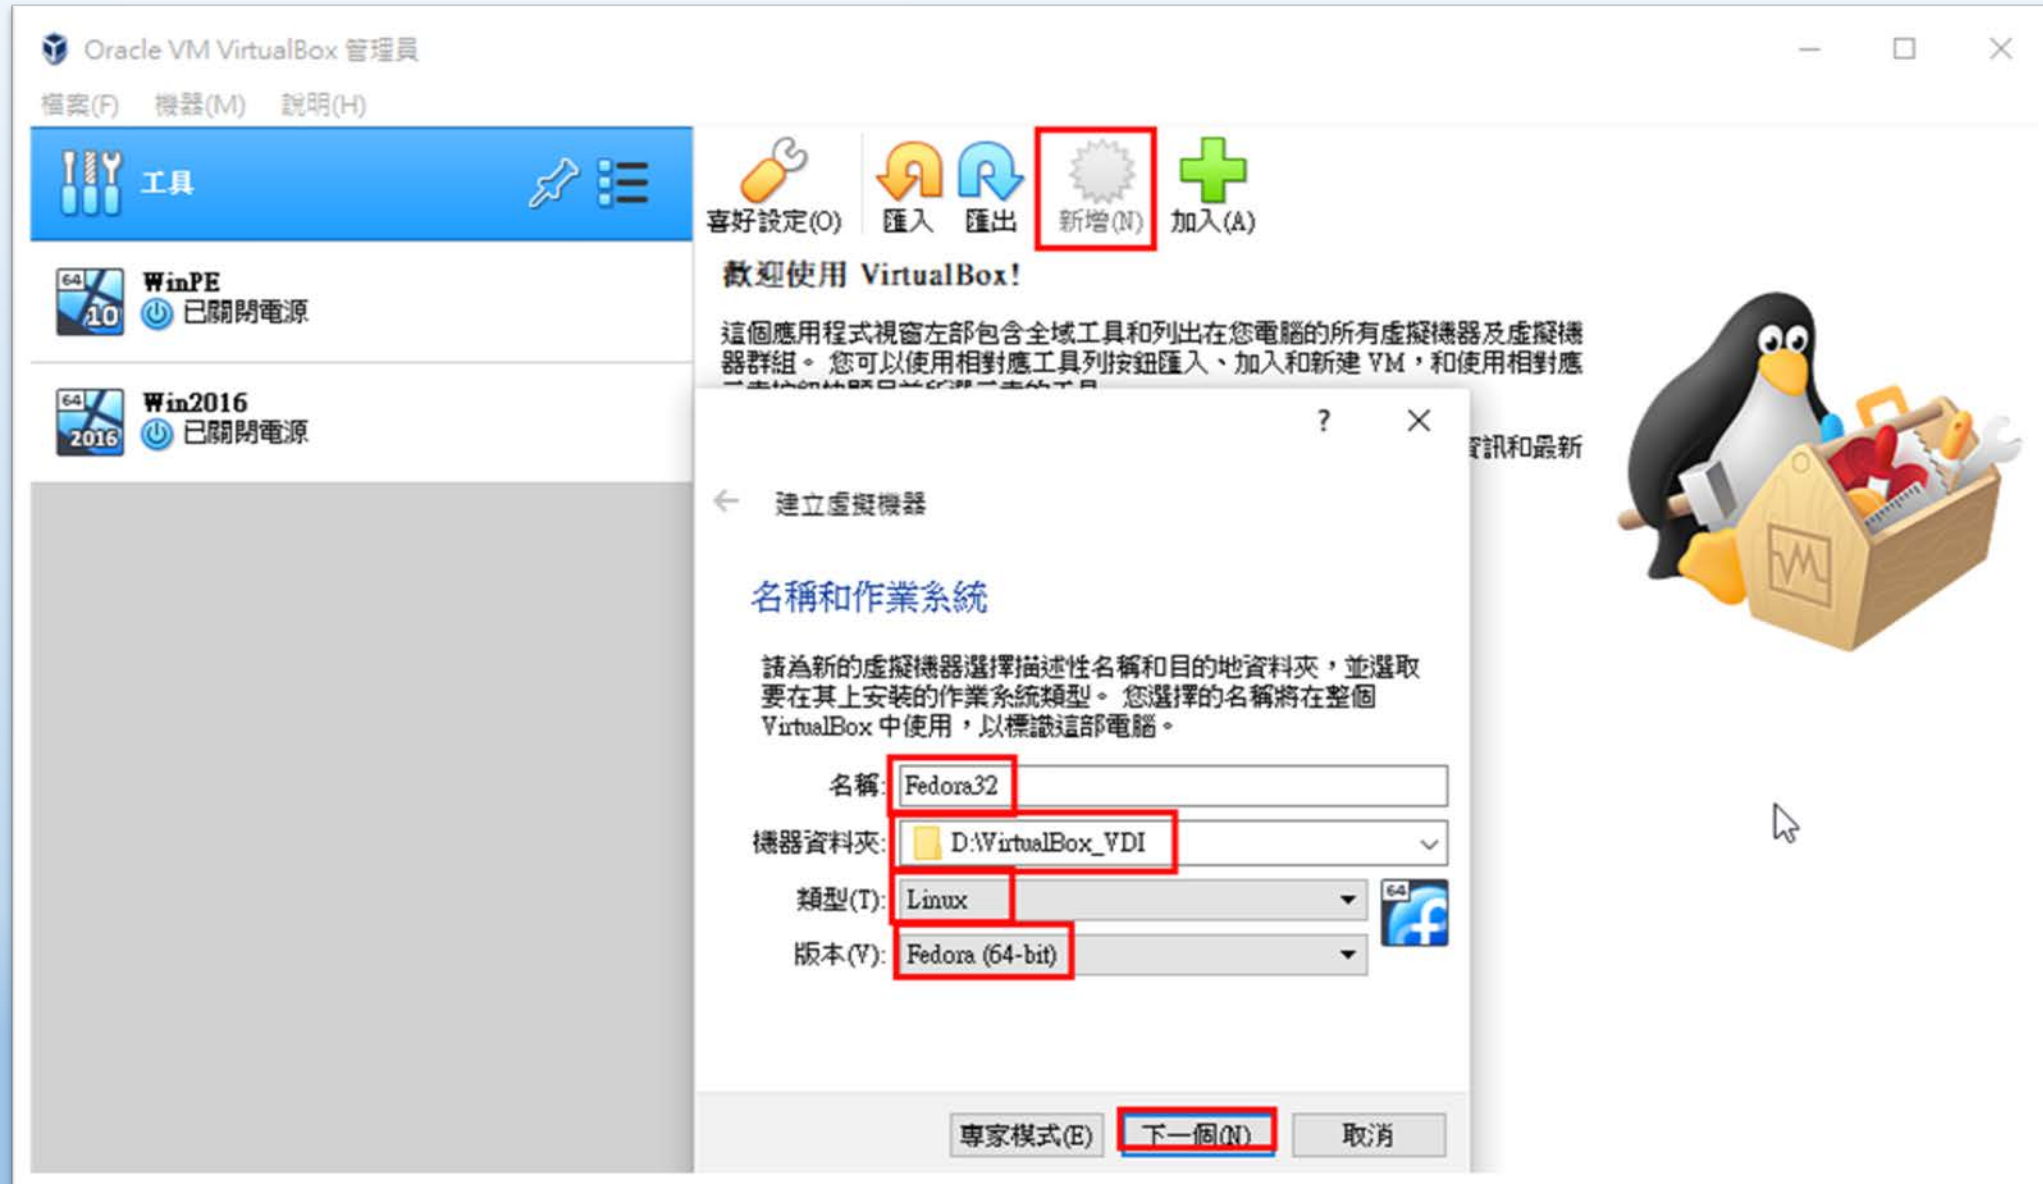 Oracle VM VirtualBox 管理員
檔案(F) 機器(M) 說明(H)
工具
喜好設定(O) 匯入 匯出 新增(N) 加入(A)
64
10
WinPE
已關閉電源
64
2016
Win2016
已關閉電源
歡迎使用 VirtualBox!
這個應用程式視窗左部包含全域工具和列出在您電腦的所有虛擬機器及虛擬機
器群組。 您可以使用相對應工具列按鈕匯入、加入和新建 VM，和使用相對應
資訊和最新
?
建立虛擬機器
名稱和作業系統
請為新的虛擬機器選擇描述性名稱和目的地資料夾，並選取
要在其上安裝的作業系統類型。 您選擇的名稱將在整個
VirtualBox 中使用，以標識這部電腦。
名稱: Fedora32
機器資料夾: D:\VirtualBox_VDI
類型(T): Linux
64
版本(V): Fedora (64-bit)
專家模式(E) 下一個(N) 取消